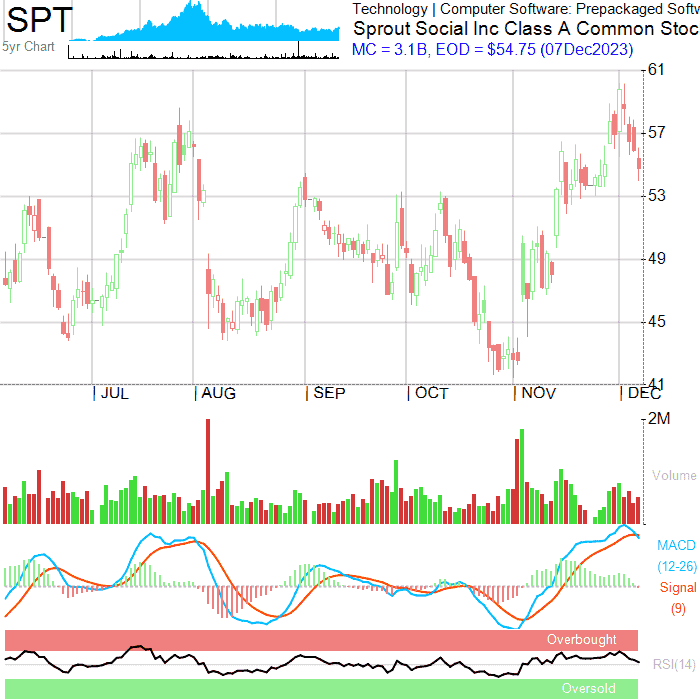 SPT
5yr Chart
Technology | Computer Software: Prepackaged Softw
Sprout Social Inc Class A Common Stoc
MC = 3.1B, EOD = $54.75 (07Dec2023)
61
57
53
49
45
41
| JUL | AUG | SEP | OCT | NOV | DEC
2M
Volume
MACD
(12-26)
Signal
(9)
Overbought
RSI(14)
Oversold